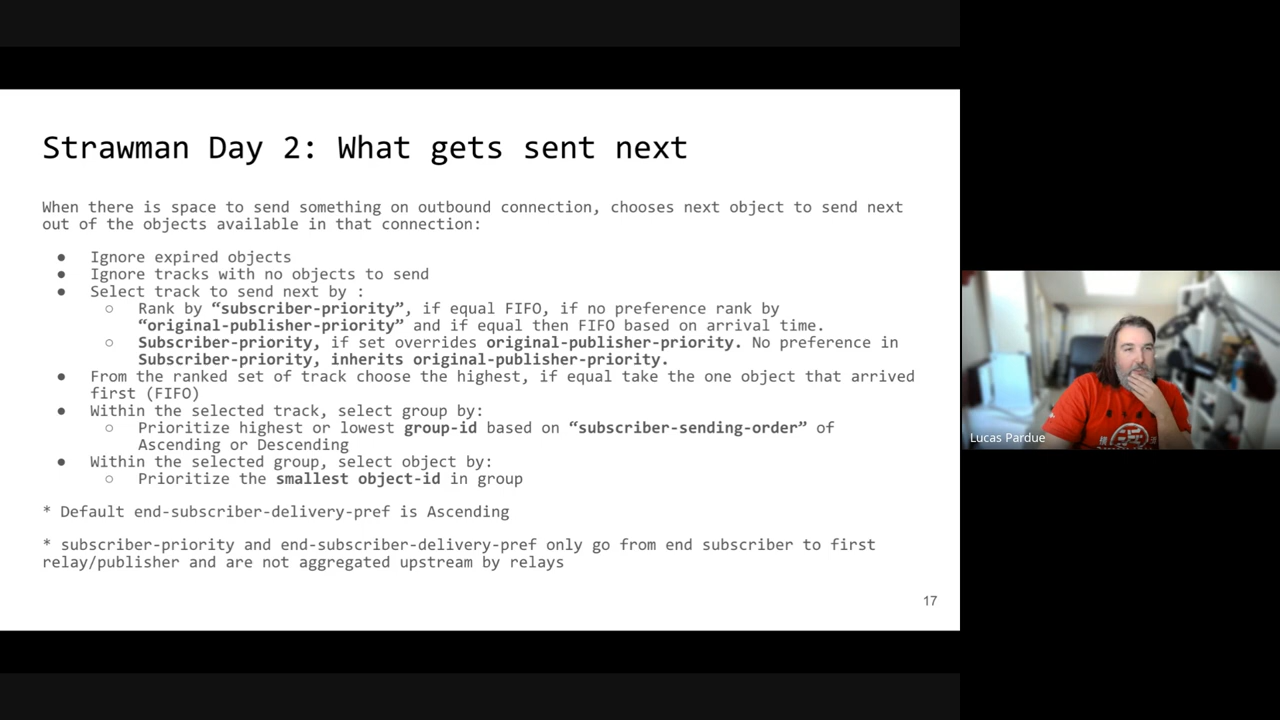 Strawman Day 2: What gets sent next
When there is space to send something on outbound connection, chooses next object to send next
out of the objects available in that connection:
● Ignore expired objects
● Ignore tracks with no objects to send
● Select track to send next by :
○ Rank by “subscriber-priority”, if equal FIFO, if no preference rank by
“original-publisher-priority” and if equal then FIFO based on arrival time.
○ Subscriber-priority, if set overrides original-publisher-priority. No preference in
Subscriber-priority, inherits original-publisher-priority.
● From the ranked set of track choose the highest, if equal take the one object that arrived
first (FIFO)
● Within the selected track, select group by:
○ Prioritize highest or lowest group-id based on “subscriber-sending-order” of
Ascending or Descending
● Within the selected group, select object by:
○ Prioritize the smallest object-id in group
* Default end-subscriber-delivery-pref is Ascending
* subscriber-priority and end-subscriber-delivery-pref only go from end subscriber to first
relay/publisher and are not aggregated upstream by relays
17
Lucas Pardue